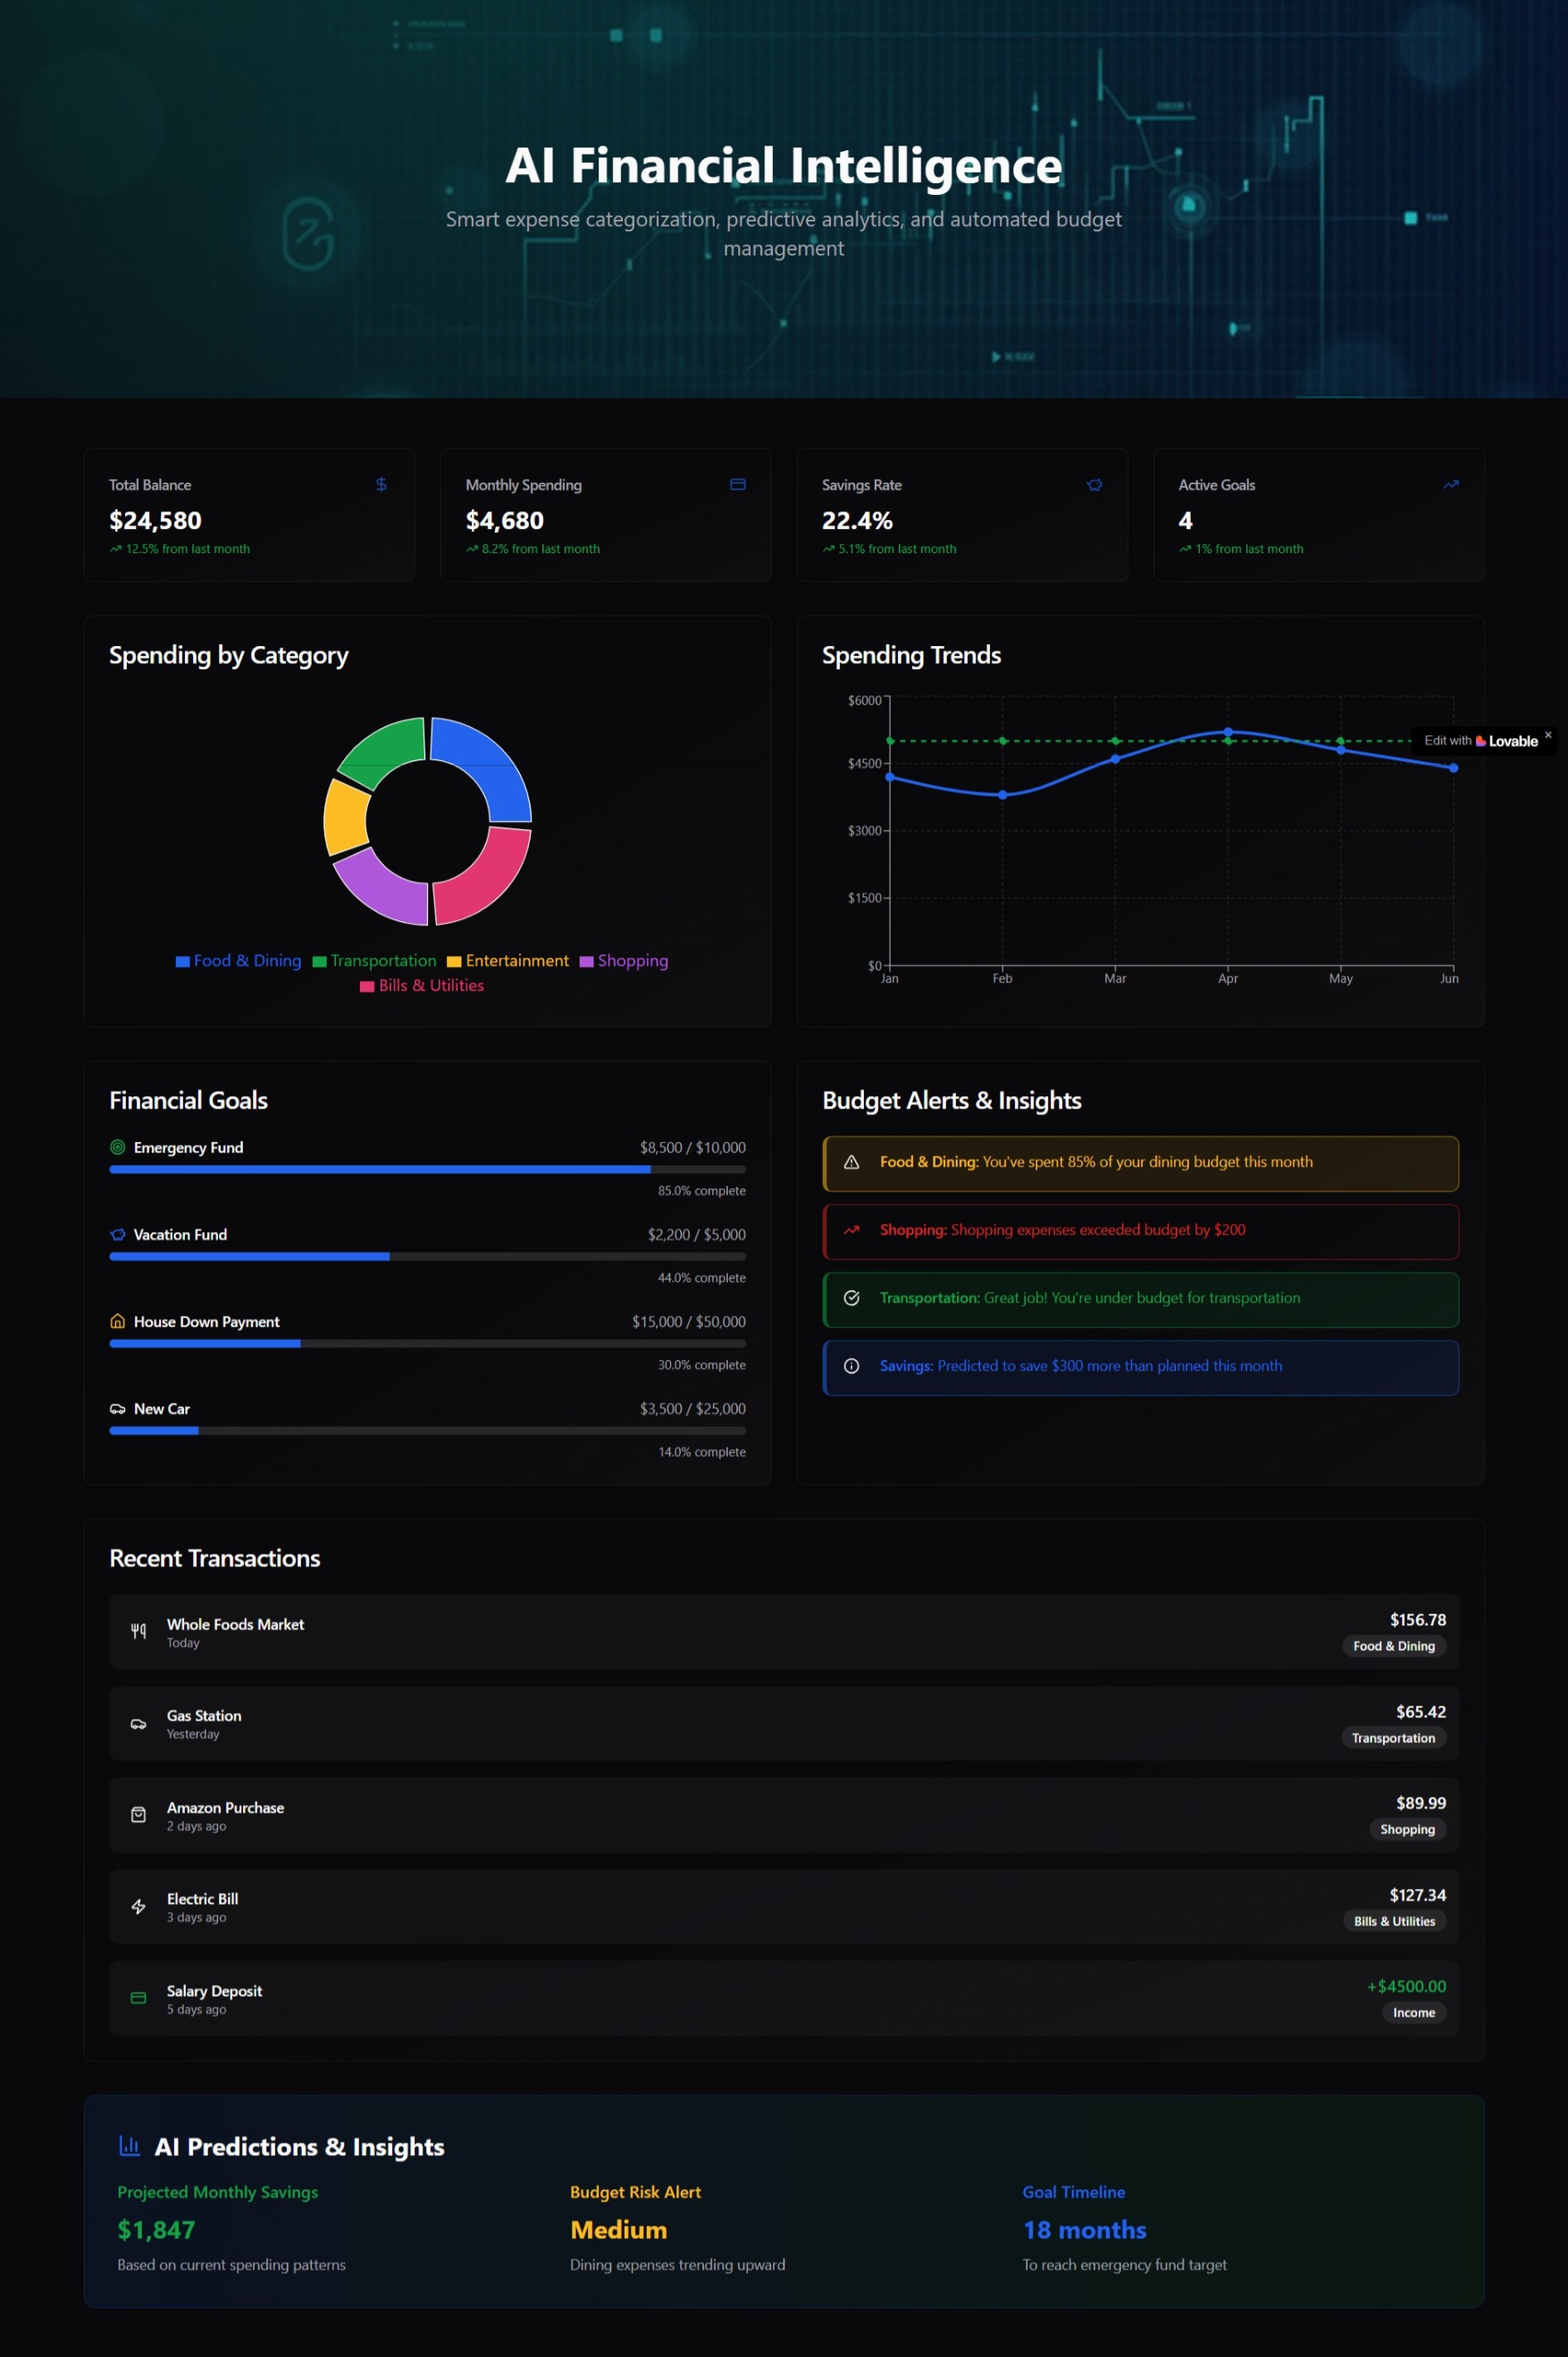 AI Financial Intelligence
Smart expense categorization, predictive analytics, and automated budget
management
Total Balance
$24,580
12.5% from last month
Monthly Spending
$4,680
8.2% from last month
Savings Rate
22.4%
5.1% from last month
Active Goals
4
1% from last month
Spending by Category
Food & Dining Transportation Entertainment Shopping
Bills & Utilities
Spending Trends
$6000
$4500
$3000
$1500
$0
Jan Feb Mar Apr May Jun
Edit with Lovable ×
Financial Goals
Emergency Fund $8,500 / $10,000
85.0% complete
Vacation Fund $2,200 / $5,000
44.0% complete
House Down Payment $15,000 / $50,000
30.0% complete
New Car $3,500 / $25,000
14.0% complete
Budget Alerts & Insights
Food & Dining: You've spent 85% of your dining budget this month
Shopping: Shopping expenses exceeded budget by $200
Transportation: Great job! You're under budget for transportation
Savings: Predicted to save $300 more than planned this month
Recent Transactions
Whole Foods Market
Today
$156.78
Food & Dining
Gas Station
Yesterday
$65.42
Transportation
Amazon Purchase
2 days ago
$89.99
Shopping
Electric Bill
3 days ago
$127.34
Bills & Utilities
Salary Deposit
5 days ago
+$4500.00
Income
AI Predictions & Insights
Projected Monthly Savings
$1,847
Based on current spending patterns
Budget Risk Alert
Medium
Dining expenses trending upward
Goal Timeline
18 months
To reach emergency fund target